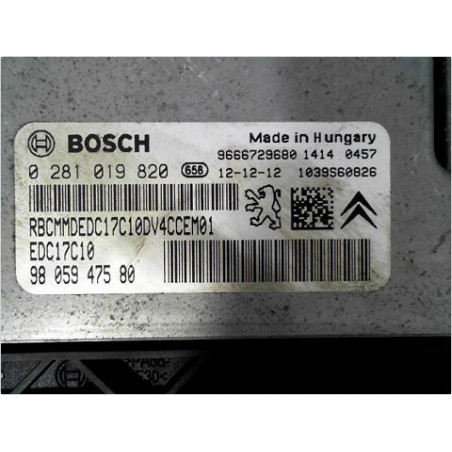 BOSCH
Made in Hungary
9666729680 1414 0457
0 281 019 820 658 12-12-12 1039S60826
RBCMMDEDC17C10DV4CCEM01
EDC17C10
98 059 475 80